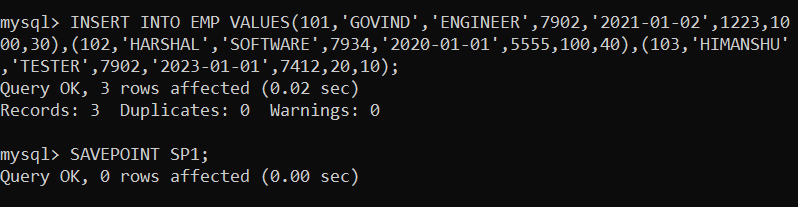 mysql> INSERT INTO EMP VALUES(101,'GOVIND','ENGINEER',7902,'2021-01-02',1223,10
00,30),(102,'HARSHAL','SOFTWARE',7934,'2020-01-01',5555,100,40),(103,'HIMANSHU'
,'TESTER',7902,'2023-01-01',7412,20,10);
Query OK, 3 rows affected (0.02 sec)
Records: 3  Duplicates: 0  Warnings: 0
mysql> SAVEPOINT SP1;
Query OK, 0 rows affected (0.00 sec)